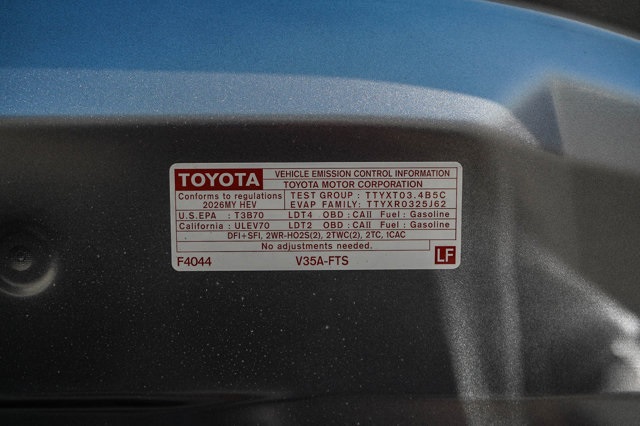 TOYOTA
VEHICLE EMISSION CONTROL INFORMATION
TOYOTA MOTOR CORPORATION
Conforms to regulations
2026MY HEV
TEST GROUP : TTYXT03.4B5C
EVAP FAMILY: TTYXR0325J62
U.S.EPA : T3B70 LDT4 OBD : CAII Fuel : Gasoline
California : ULEV70 LDT2 OBD : CAII Fuel : Gasoline
DFI+SFI, 2WR-HO2S(2), 2TWC(2), 2TC, 1CAC
No adjustments needed.
F4044 V35A-FTS LF